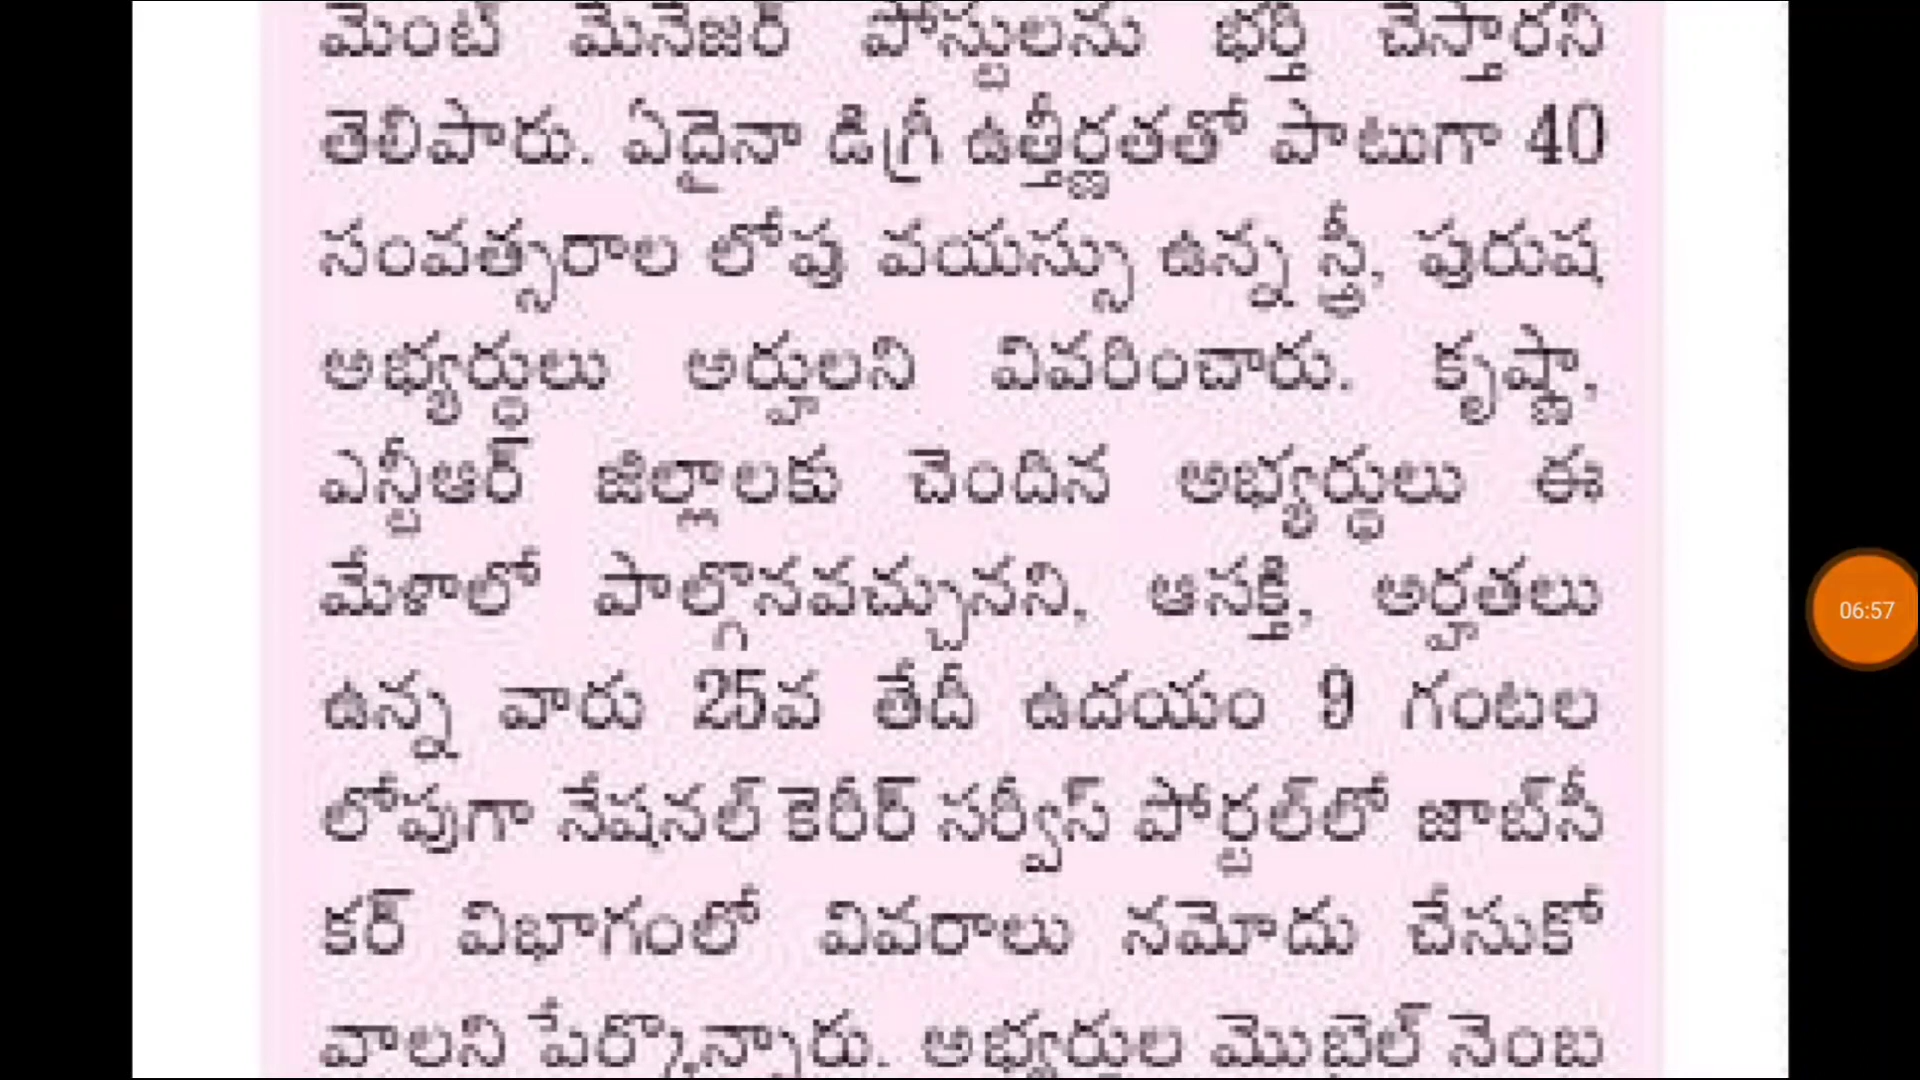 మెంట్ మేనేజర్ పోస్టులను భర్తీ చేస్తారని
తెలిపారు. ఏదైనా డిగ్రీ ఉత్తీర్ణతతో పాటుగా 40
సంవత్సరాల లోపు వయస్సు ఉన్న స్త్రీ, పురుష
అభ్యర్థులు అర్హులని వివరించారు. కృష్ణా,
ఎన్టీఆర్ జిల్లాలకు చెందిన అభ్యర్థులు ఈ
మేళాలో పాల్గొనవచ్చునని, ఆసక్తి, అర్హతలు
ఉన్న వారు 25వ తేదీ ఉదయం 9 గంటల
లోపుగా నేషనల్ కెరీర్ సర్వీస్ పోర్టల్‌లో జాబ్‌సీ
కర్ విభాగంలో వివరాలు నమోదు చేసుకో
వాలని పేర్కొన్నారు. అభ్యర్థుల మొబైల్ నెంబ
06:57